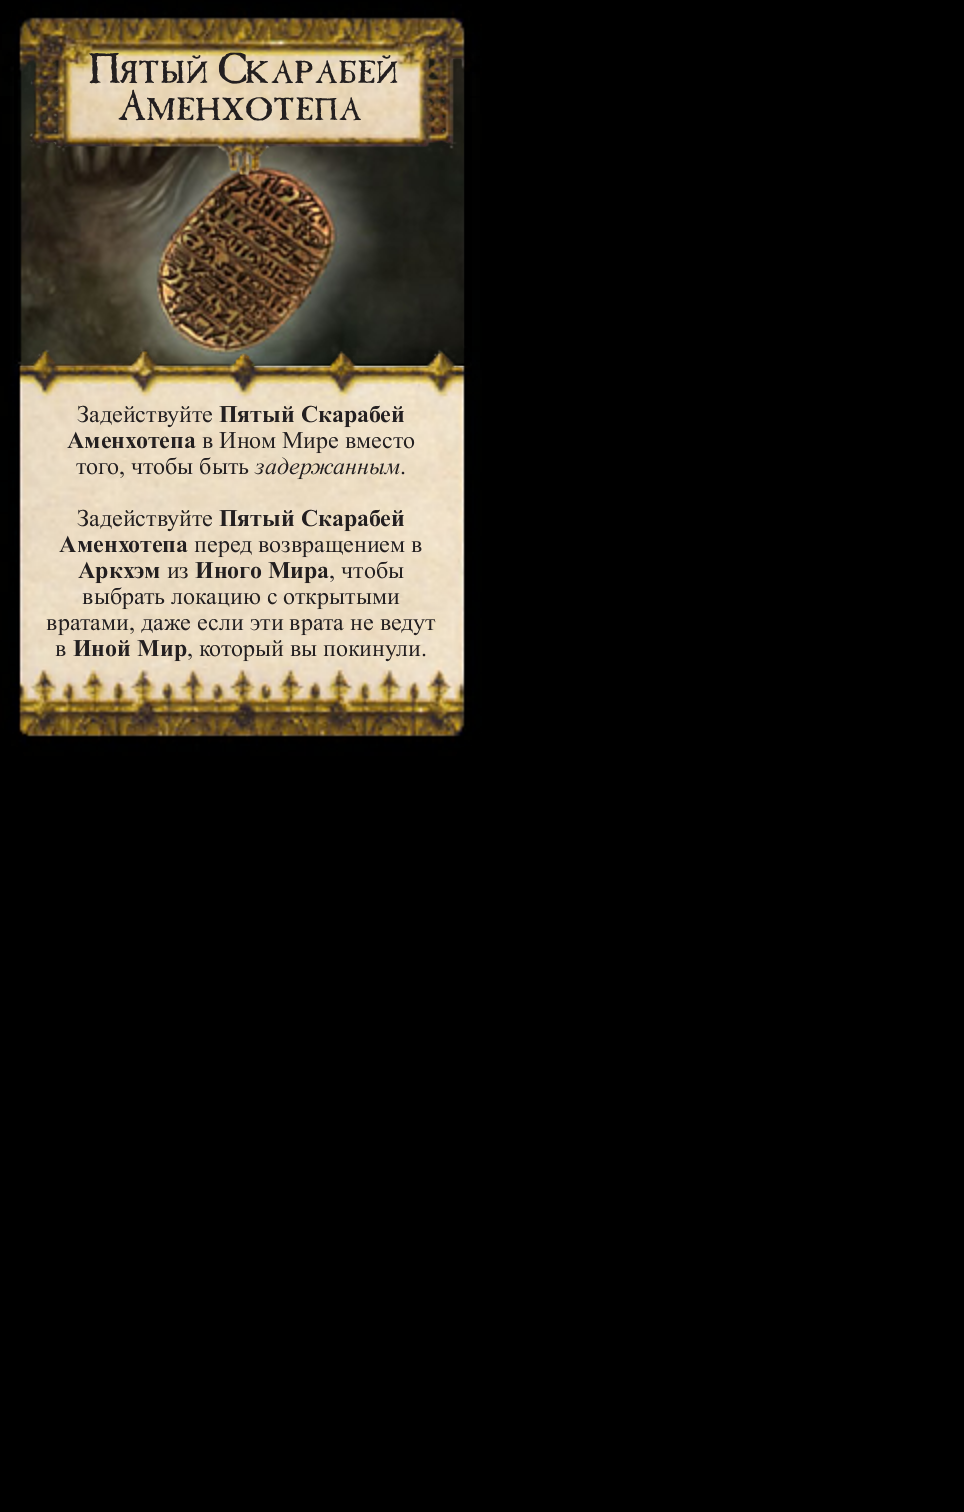 Пятый Скарабей
Аменхотепа
Задействуйте Пятый Скарабей
Аменхотепа в Ином Мире вместо
того, чтобы быть задержанным.
Задействуйте Пятый Скарабей
Аменхотепа перед возвращением в
Аркхэм из Иного Мира, чтобы
выбрать локацию с открытыми
вратами, даже если эти врата не ведут
в Иной Мир, который вы покинули.